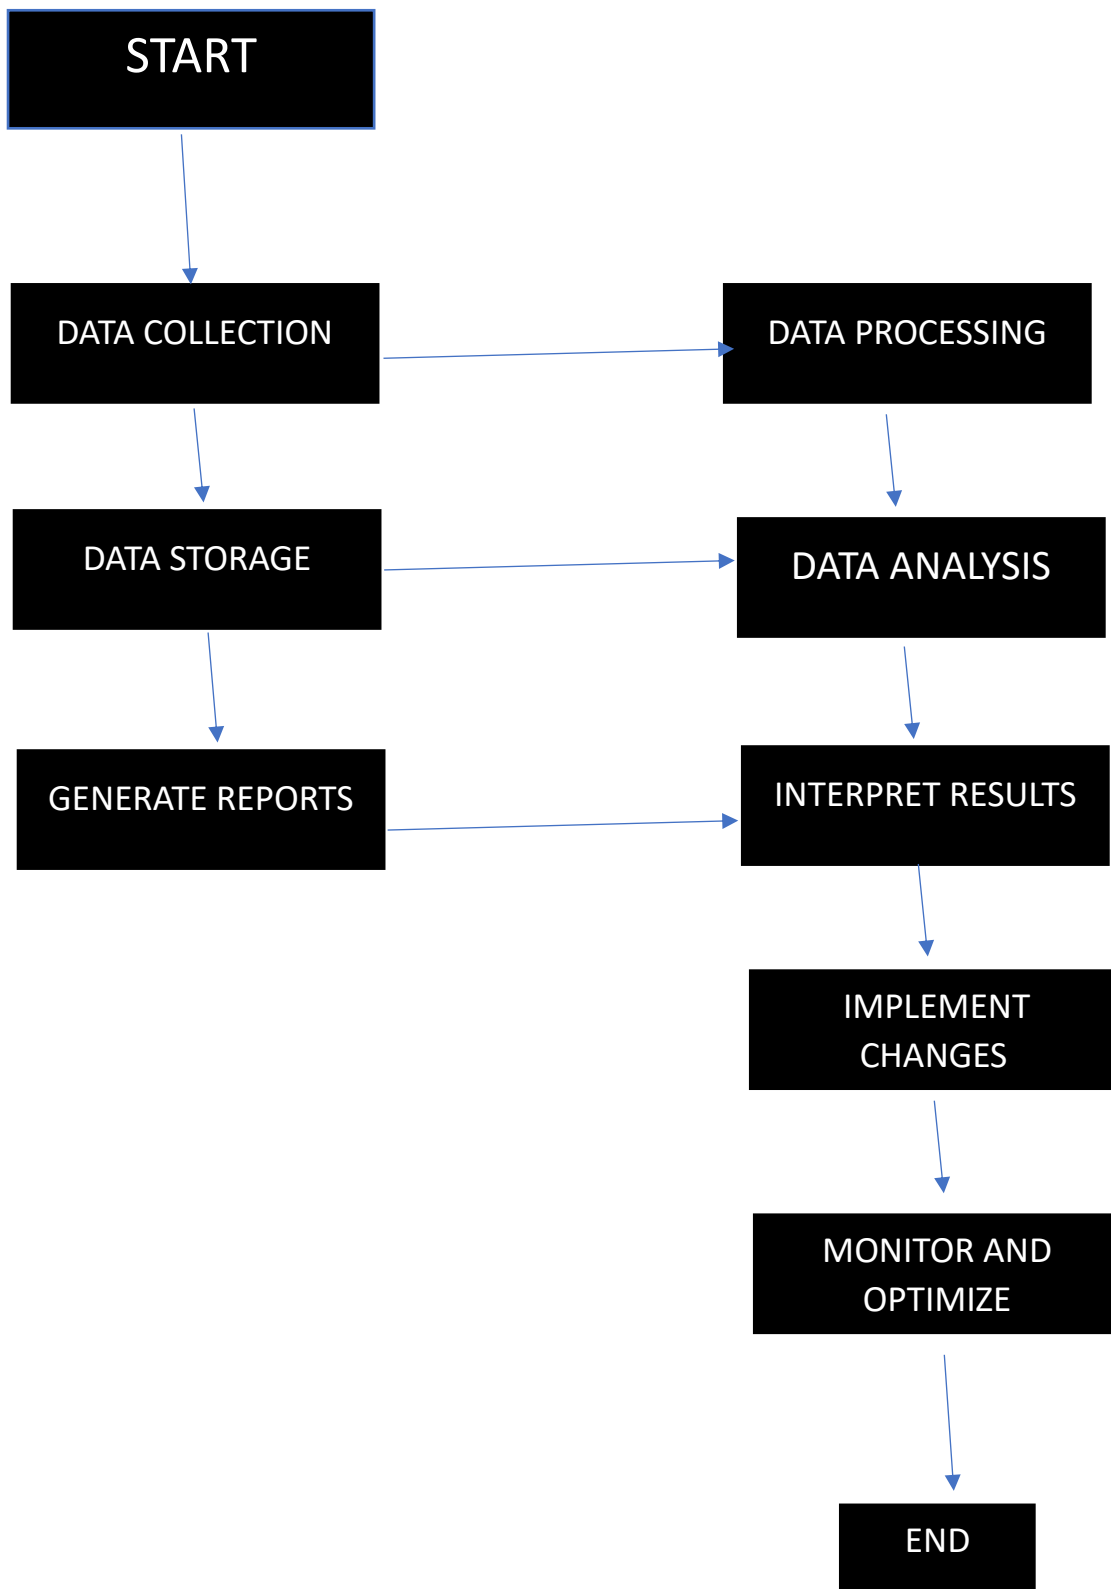 START
DATA COLLECTION
DATA PROCESSING
DATA STORAGE
DATA ANALYSIS
GENERATE REPORTS
INTERPRET RESULTS
IMPLEMENT
CHANGES
MONITOR AND
OPTIMIZE
END